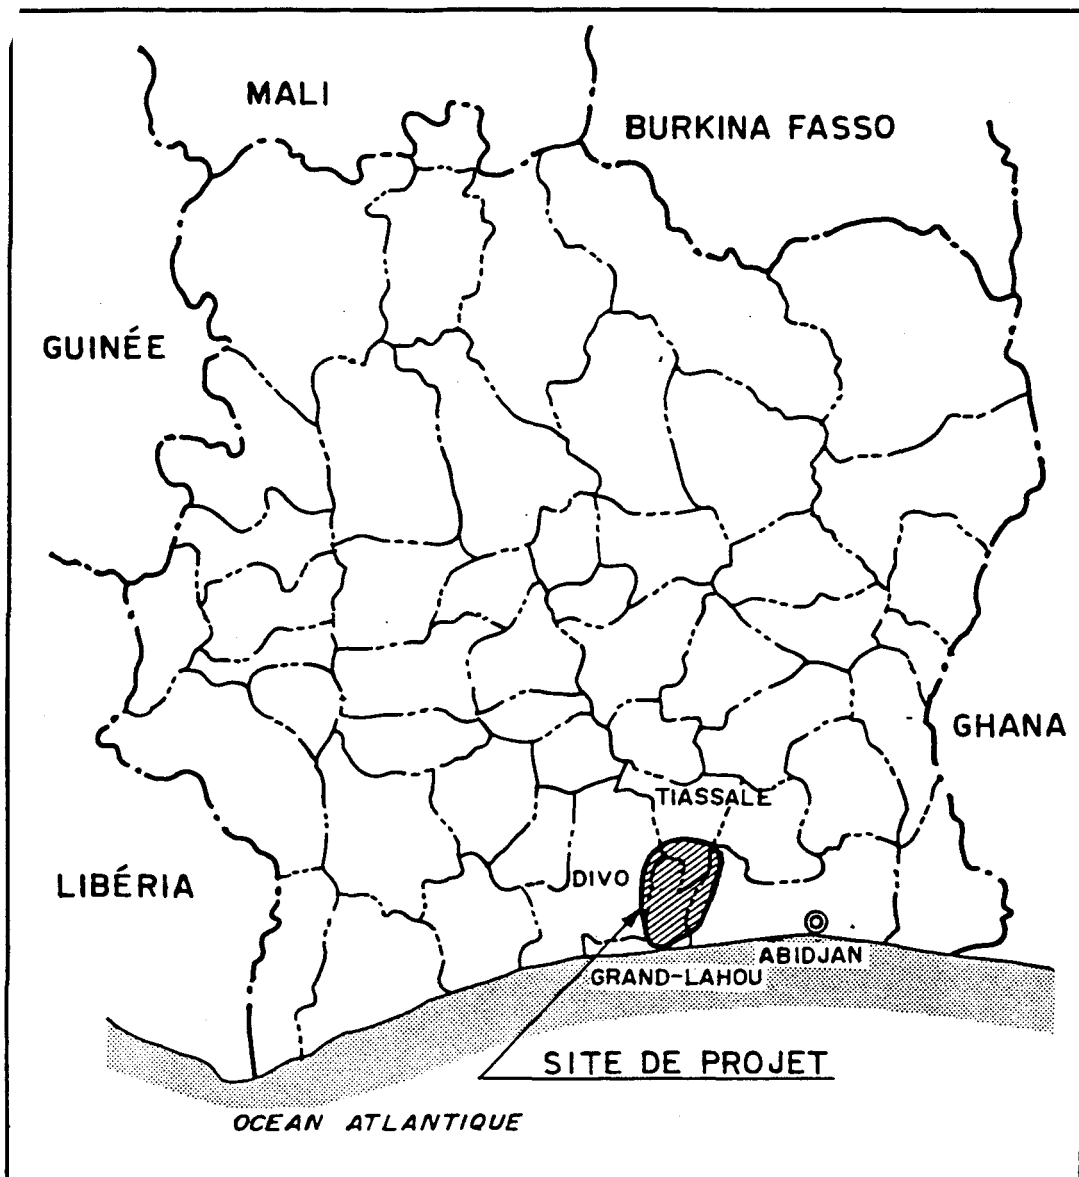 MALI
BURKINA FASSO
GUINÉE
GHANA
TIASSALE
DIVO
LIBÉRIA
ABIDJAN
GRAND-LAHOU
SITE DE PROJET
OCEAN ATLANTIQUE